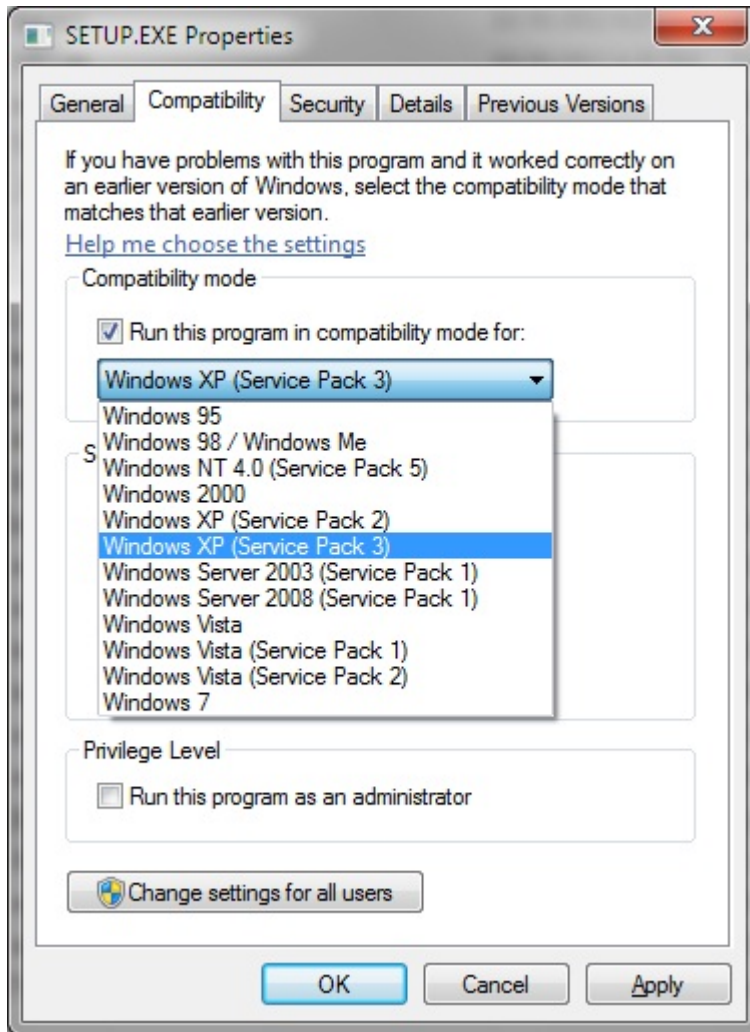 SETUP.EXE Properties
General Compatibility Security Details Previous Versions
If you have problems with this program and it worked correctly on
an earlier version of Windows, select the compatibility mode that
matches that earlier version.
Help me choose the settings
Compatibility mode
Run this program in compatibility mode for:
Windows XP (Service Pack 3)
Windows 95
Windows 98 / Windows Me
Windows NT 4.0 (Service Pack 5)
Windows 2000
Windows XP (Service Pack 2)
Windows XP (Service Pack 3)
Windows Server 2003 (Service Pack 1)
Windows Server 2008 (Service Pack 1)
Windows Vista
Windows Vista (Service Pack 1)
Windows Vista (Service Pack 2)
Windows 7
Privilege Level
Run this program as an administrator
Change settings for all users
OK Cancel Apply